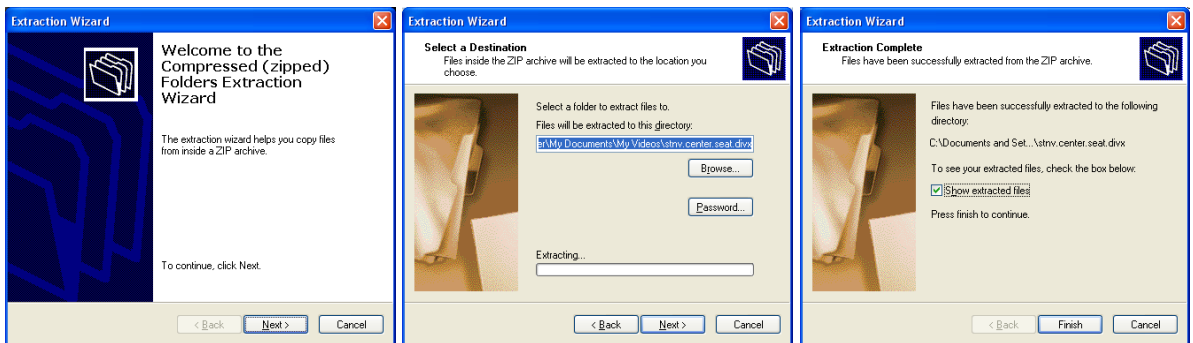 Extraction Wizard
Welcome to the
Compressed (zipped)
Folders Extraction
Wizard
The extraction wizard helps you copy files
from inside a ZIP archive.
To continue, click Next.
< Back
Next >
Cancel
Extraction Wizard
Select a Destination
Files inside the ZIP archive will be extracted to the location you
choose.
Select a folder to extract files to.
Files will be extracted to this directory:
er\My Documents\My Videos\stnv.center.seat.divx
Browse...
Password...
Extracting...
< Back
Next >
Cancel
Extraction Wizard
Extraction Complete
Files have been successfully extracted from the ZIP archive.
Files have been successfully extracted to the following
directory:
C:\Documents and Set...\stnv.center.seat.divx
To see your extracted files, check the box below:
Show extracted files
Press finish to continue.
< Back
Finish
Cancel